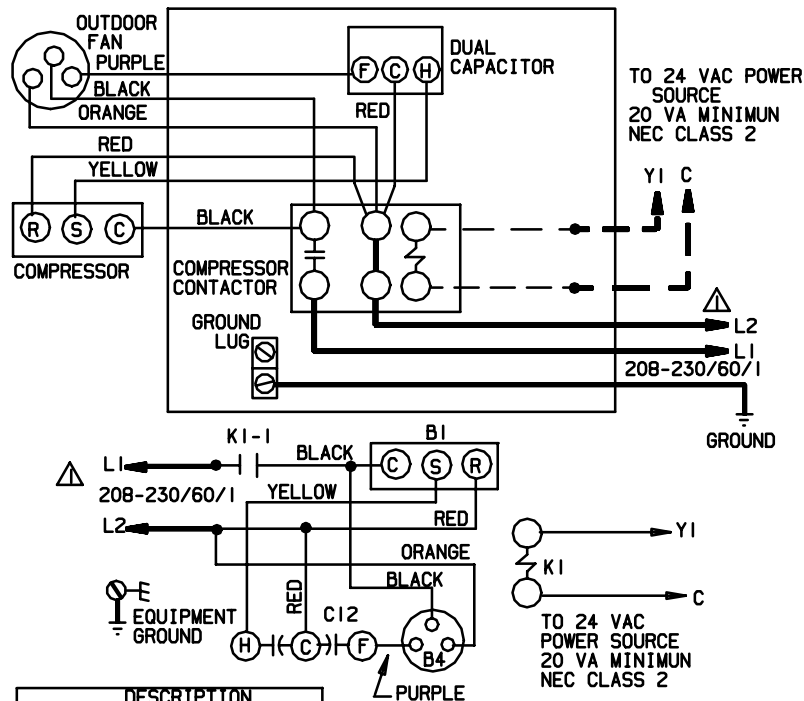 OUTDOOR
FAN
PURPLE
BLACK
ORANGE
RED
YELLOW
F C H
DUAL
CAPACITOR
RED
TO 24 VAC POWER
SOURCE
20 VA MINIMUN
NEC CLASS 2
Y1 C
R S C
BLACK
COMPRESSOR
COMPRESSOR
CONTACTOR
GROUND
LUG
1
L2
L1
208-230/60/1
GROUND
K1-1
BLACK
B1
C S R
1
L1
208-230/60/1
L2
YELLOW
RED
ORANGE
BLACK
RED
C12
EQUIPMENT
GROUND
H C F
B4
PURPLE
Y1
K1
C
TO 24 VAC
POWER SOURCE
20 VA MINIMUN
NEC CLASS 2
DESCRIPTION